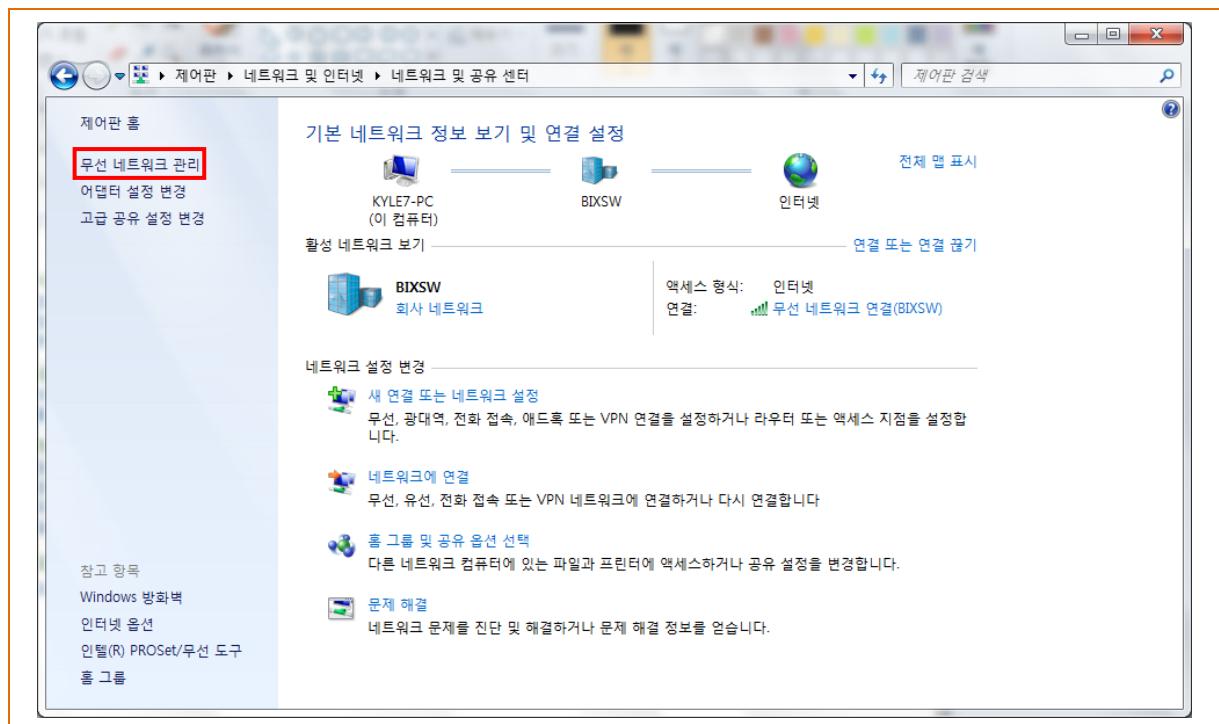 제어판 ▸ 네트워크 및 인터넷 ▸ 네트워크 및 공유 센터
제어판 검색
제어판 홈
무선 네트워크 관리
어댑터 설정 변경
고급 공유 설정 변경
기본 네트워크 정보 보기 및 연결 설정
전체 맵 표시
KYLE7-PC
(이 컴퓨터)
BIXSW
인터넷
활성 네트워크 보기
연결 또는 연결 끊기
BIXSW
회사 네트워크
액세스 형식: 인터넷
연결: 무선 네트워크 연결(BIXSW)
네트워크 설정 변경
새 연결 또는 네트워크 설정
무선, 광대역, 전화 접속, 애드혹 또는 VPN 연결을 설정하거나 라우터 또는 액세스 지점을 설정합
니다.
네트워크에 연결
무선, 유선, 전화 접속 또는 VPN 네트워크에 연결하거나 다시 연결합니다
홈 그룹 및 공유 옵션 선택
다른 네트워크 컴퓨터에 있는 파일과 프린터에 액세스하거나 공유 설정을 변경합니다.
문제 해결
네트워크 문제를 진단 및 해결하거나 문제 해결 정보를 얻습니다.
참고 항목
Windows 방화벽
인터넷 옵션
인텔(R) PROSet/무선 도구
홈 그룹